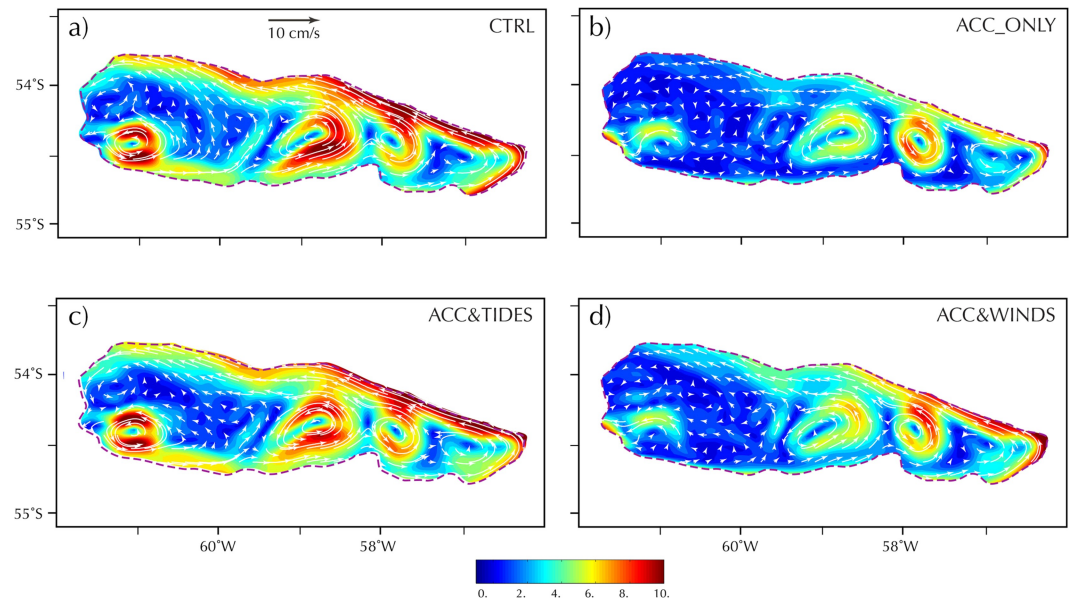 a)
10 cm/s
CTRL
b)
ACC_ONLY
54°S
55°S
c)
ACC&TIDES
d)
ACC&WINDS
54°S
55°S
60°W
58°W
60°W
58°W
0. 2. 4. 6. 8. 10.